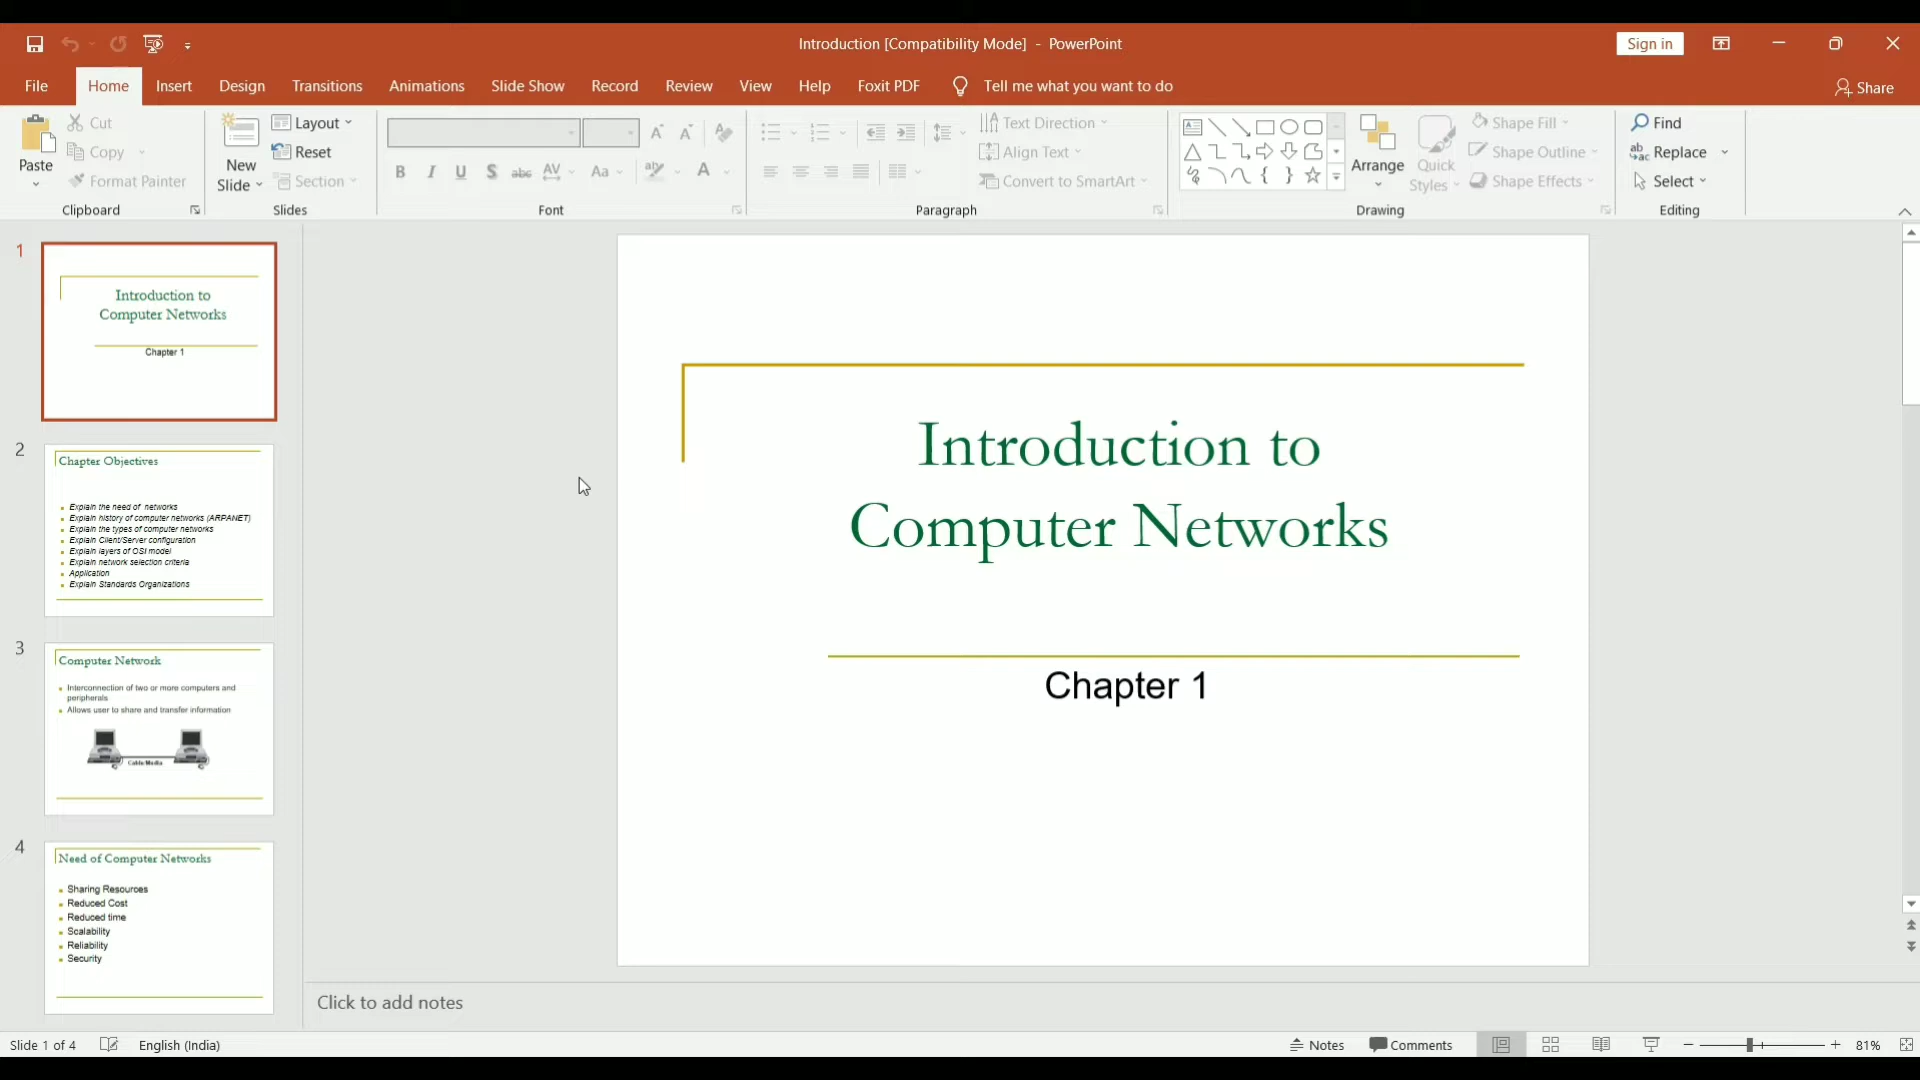 Introduction [Compatibility Mode] - PowerPoint
Sign in
File Home Insert Design Transitions Animations Slide Show Record Review View Help Foxit PDF Tell me what you want to do
Share
Paste
Cut
Copy
Format Painter
Clipboard
New
Slide
Layout
Reset
Section
Slides
B I U S abc AV Aa A
Font
Text Direction
Align Text
Convert to SmartArt
Paragraph
Arrange
Quick
Styles
Shape Fill
Shape Outline
Shape Effects
Drawing
Find
Replace
Select
Editing
1
Introduction to
Computer Networks
Chapter 1
2
Chapter Objectives
Explain the need of networks
Explain history of computer networks (ARPANET)
Explain the types of computer networks
Explain Client/Server configuration
Explain layers of OSI model
Explain network selection criteria
Application
Explain Standards Organizations
3
Computer Network
Interconnection of two or more computers and
peripherals
Allows user to share and transfer information
Cable/Media
4
Need of Computer Networks
Sharing Resources
Reduced Cost
Reduced time
Scalability
Reliability
Security
Introduction to
Computer Networks
Chapter 1
Click to add notes
Slide 1 of 4
English (India)
Notes
Comments
81%